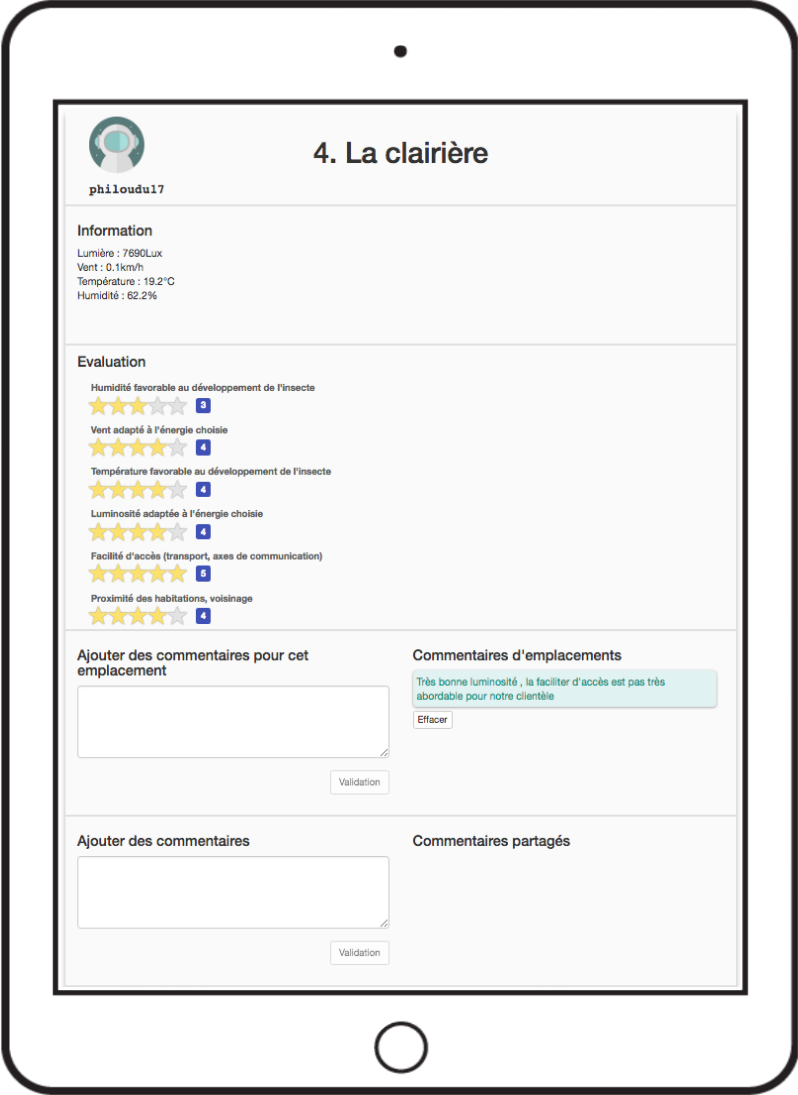 4. La clairière
philoudu17
Information
Lumière : 7690Lux
Vent : 0.1km/h
Température : 19.2°C
Humidité : 62.2%
Evaluation
Humidité favorable au développement de l'insecte
3
Vent adapté à l'énergie choisie
4
Température favorable au développement de l'insecte
4
Luminosité adaptée à l'énergie choisie
4
Facilité d'accès (transport, axes de communication)
5
Proximité des habitations, voisinage
4
Ajouter des commentaires pour cet
emplacement
Validation
Commentaires d'emplacements
Très bonne luminosité , la faciliter d'accès est pas très
abordable pour notre clientèle
Effacer
Ajouter des commentaires
Validation
Commentaires partagés